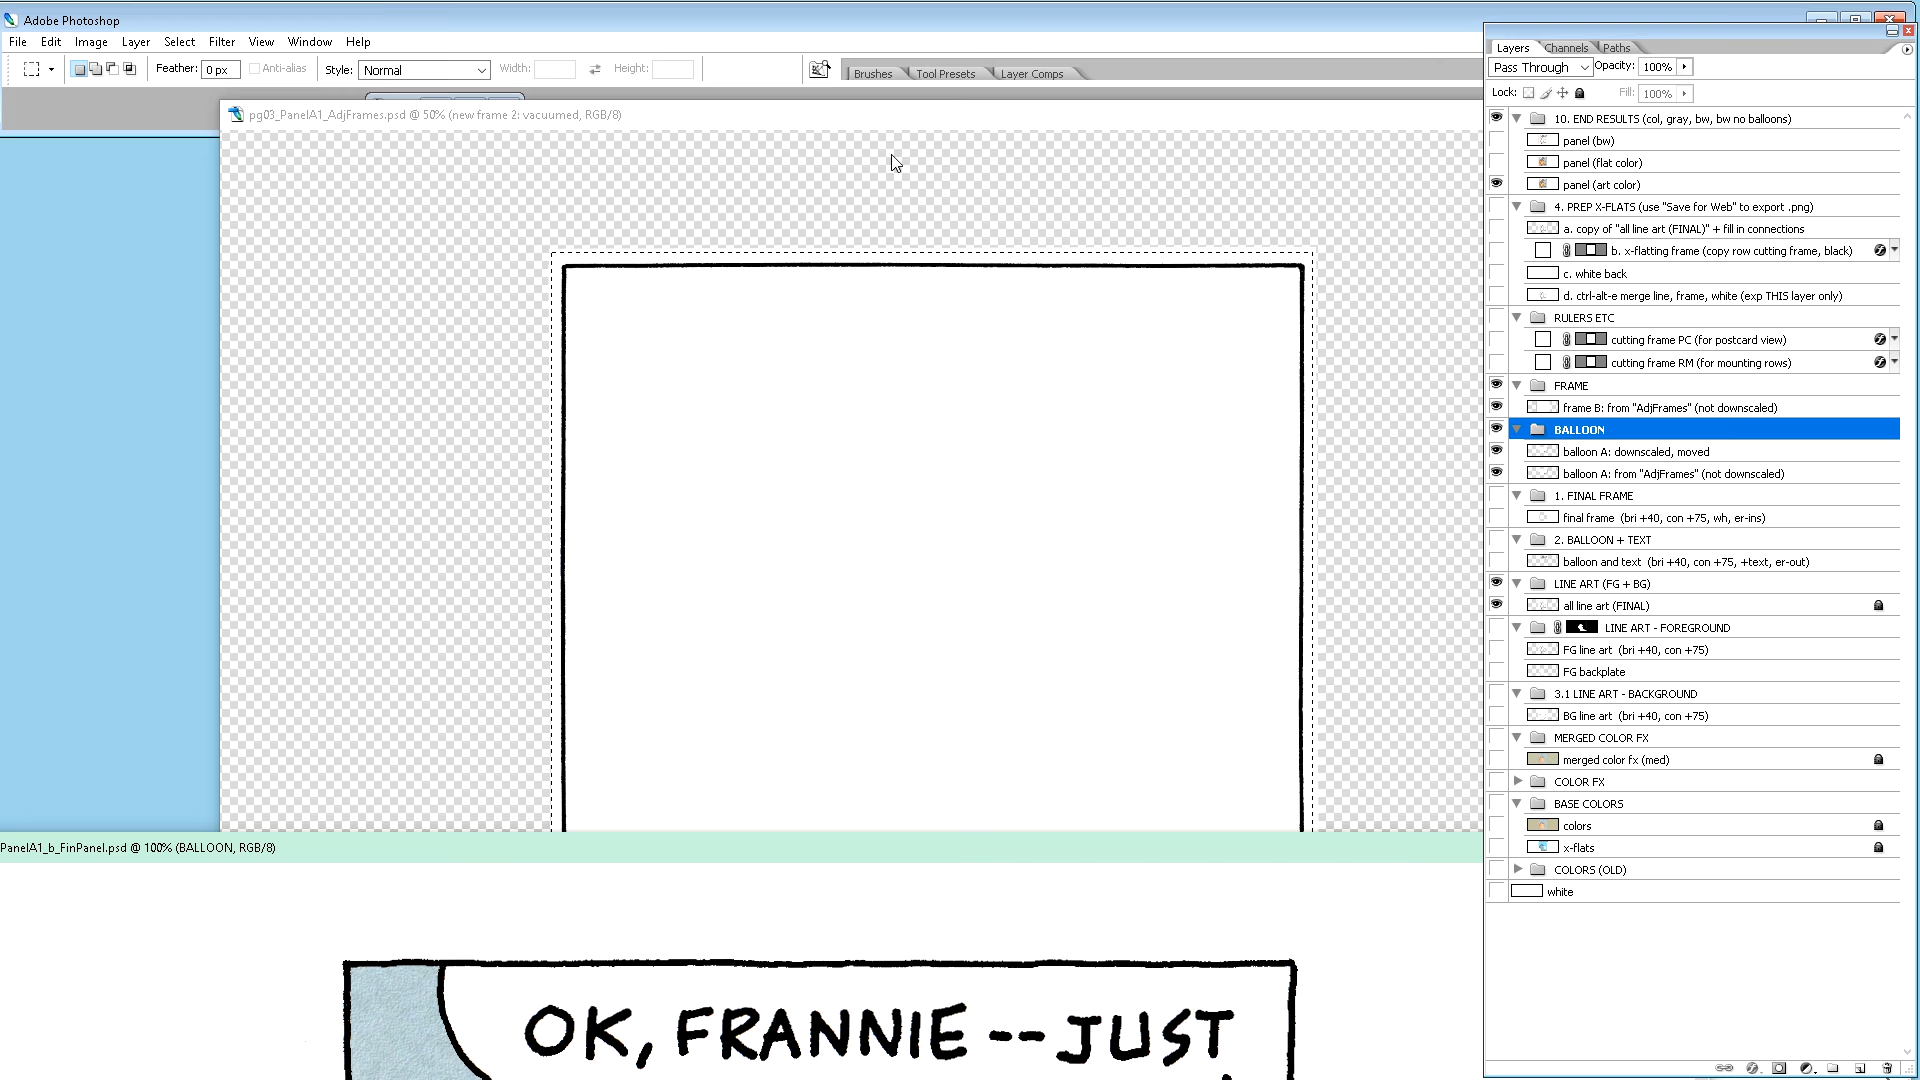 Adobe Photoshop
File Edit Image Layer Select Filter View Window Help
Feather: 0 px Anti-alias Style: Normal Width: Height: Brushes Tool Presets Layer Comps
pg03_PanelA1_AdjFrames.psd @ 50% (new frame 2: vacuumed, RGB/8)
PanelA1_b_FinPanel.psd @ 100% (BALLOON, RGB/8)
OK, FRANNIE -- JUST
Layers Channels Paths
Pass Through Opacity: 100%
Lock: Fill: 100%
10. END RESULTS (col, gray, bw, bw no balloons)
panel (bw)
panel (flat color)
panel (art color)
4. PREP X-FLATS (use "Save for Web" to export .png)
a. copy of "all line art (FINAL)" + fill in connections
b. x-flatting frame (copy row cutting frame, black)
c. white back
d. ctrl-alt-e merge line, frame, white (exp THIS layer only)
RULERS ETC
cutting frame PC (for postcard view)
cutting frame RM (for mounting rows)
FRAME
frame B: from "AdjFrames" (not downscaled)
BALLOON
balloon A: downscaled, moved
balloon A: from "AdjFrames" (not downscaled)
1. FINAL FRAME
final frame (bri +40, con +75, wh, er-ins)
2. BALLOON + TEXT
balloon and text (bri +40, con +75, +text, er-out)
LINE ART (FG + BG)
all line art (FINAL)
LINE ART - FOREGROUND
FG line art (bri +40, con +75)
FG backplate
3.1 LINE ART - BACKGROUND
BG line art (bri +40, con +75)
MERGED COLOR FX
merged color fx (med)
COLOR FX
BASE COLORS
colors
x-flats
COLORS (OLD)
white